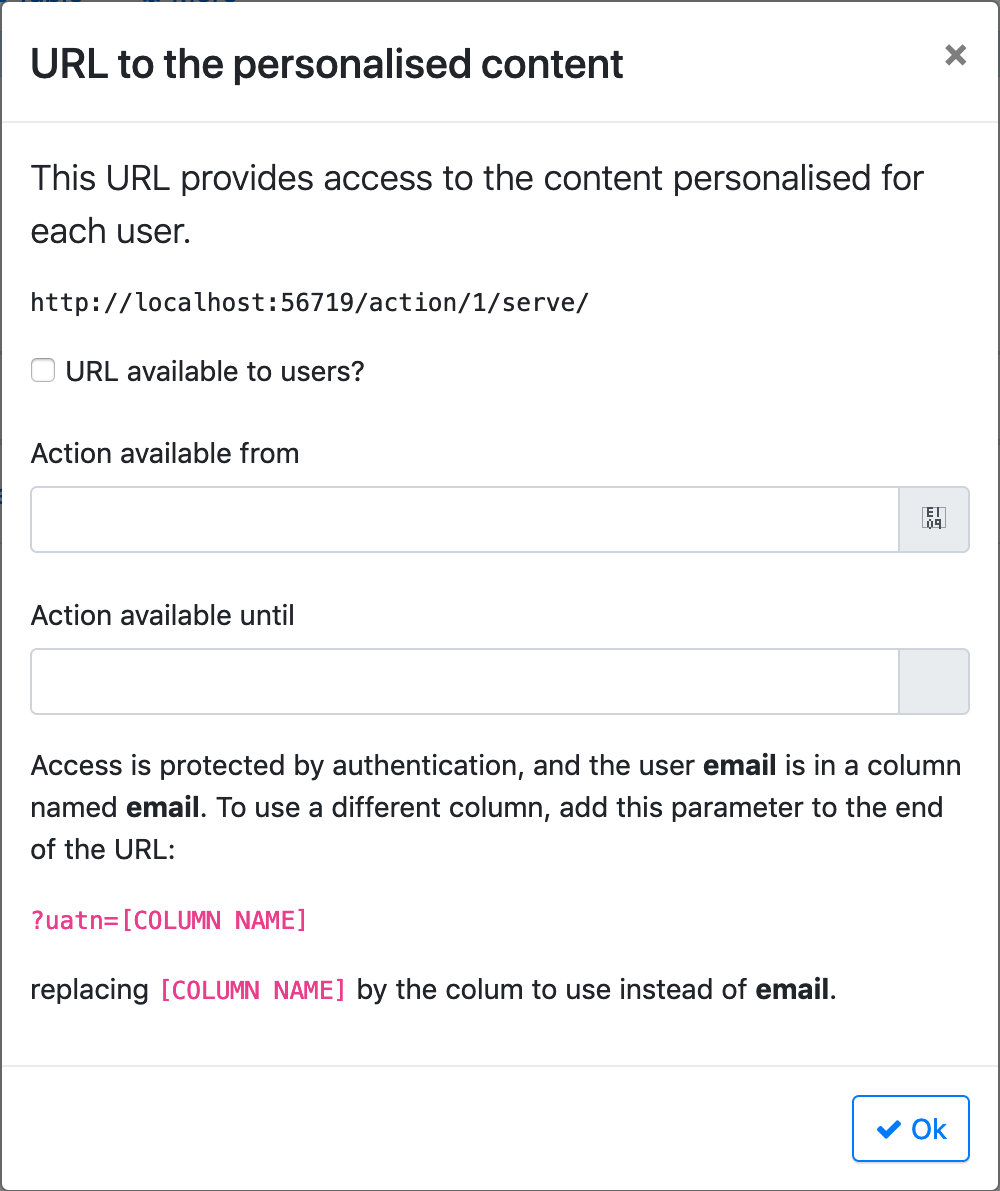 URL to the personalised content
×
This URL provides access to the content personalised for
each user.
http://localhost:56719/action/1/serve/
URL available to users?
Action available from
Action available until
Access is protected by authentication, and the user email is in a column
named email. To use a different column, add this parameter to the end
of the URL:
?uatn=[COLUMN NAME]
replacing [COLUMN NAME] by the colum to use instead of email.
Ok